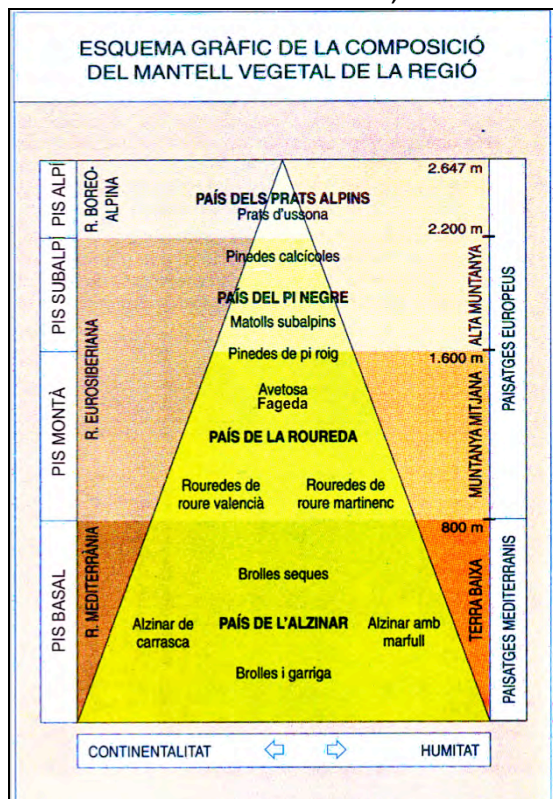 ESQUEMA GRÀFIC DE LA COMPOSICIÓ
DEL MANTELL VEGETAL DE LA REGIÓ
PIS ALPÍ
R. BOREO-
ALPINA
PAÍS DELS PRATS ALPINS
Prats d'ussona
2.647 m
2.200 m
PIS SUBALPÍ
Pinedes calcícoles
PAÍS DEL PI NEGRE
Matolls subalpins
ALTA MUNTANYA
PAISATGES EUROPEUS
R. EUROSIBERIANA
Pinedes de pi roig
1.600 m
PIS MONTÀ
Avetosa
Fageda
PAÍS DE LA ROUREDA
Rouredes de
roure valencià
Rouredes de
roure martinenc
MUNTANYA MITJANA
800 m
PIS BASAL
R. MEDITERRÀNIA
Brolles seques
Alzinar de
carrasca
PAÍS DE L'ALZINAR
Alzinar amb
marfull
Brolles i garriga
TERRA BAIXA
PAISATGES MEDITERRANIS
CONTINENTALITAT
HUMITAT